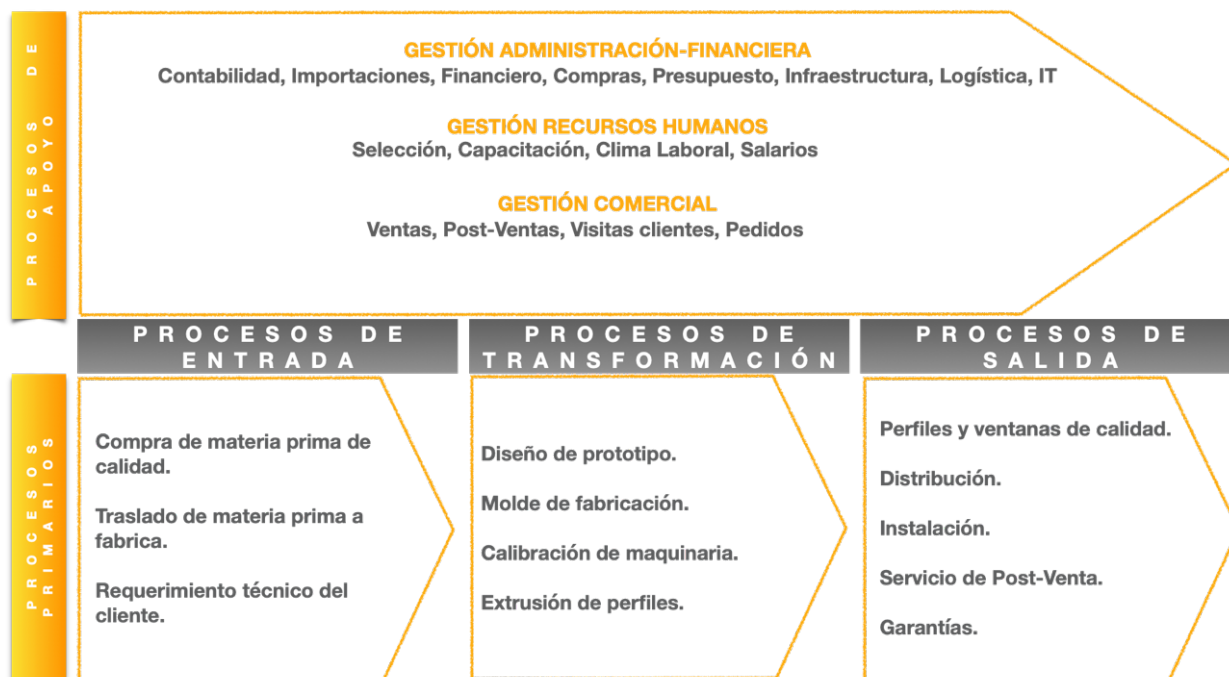 PROCESOS DE
APOYO
GESTIÓN ADMINISTRACIÓN-FINANCIERA
Contabilidad, Importaciones, Financiero, Compras, Presupuesto, Infraestructura, Logística, IT
GESTIÓN RECURSOS HUMANOS
Selección, Capacitación, Clima Laboral, Salarios
GESTIÓN COMERCIAL
Ventas, Post-Ventas, Visitas clientes, Pedidos
PROCESOS DE
ENTRADA
PROCESOS DE
TRANSFORMACIÓN
PROCESOS DE
SALIDA
PROCESOS
PRIMARIOS
Compra de materia prima de
calidad.
Traslado de materia prima a
fabrica.
Requerimiento técnico del
cliente.
Diseño de prototipo.
Molde de fabricación.
Calibración de maquinaria.
Extrusión de perfiles.
Perfiles y ventanas de calidad.
Distribución.
Instalación.
Servicio de Post-Venta.
Garantías.